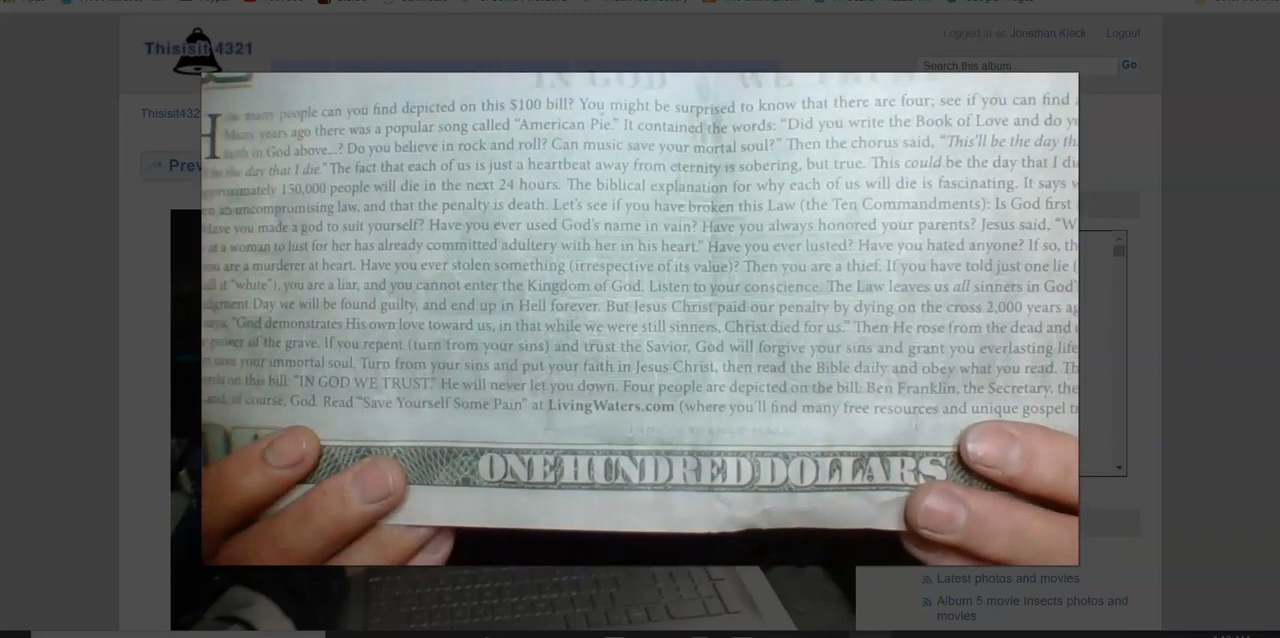 Thisisit 4321
Logged in as Jonathan Kleck Logout
Search this album Go
Thisisit432
Prev
IN GOD WE TRUST
people can you find depicted on this $100 bill? You might be surprised to know that there are four; see if you can find
Many years ago there was a popular song called "American Pie." It contained the words: "Did you write the Book of Love and do
faith in God above...? Do you believe in rock and roll? Can music save your mortal soul?" Then the chorus said, "This'll be the day
be the day that I die." The fact that each of us is just a heartbeat away from eternity is sobering, but true. This could be the day that I
150,000 people will die in the next 24 hours. The biblical explanation for why each of us will die is fascinating. It says
an uncompromising law, and that the penalty is death. Let's see if you have broken this Law (the Ten Commandments): Is God first
Have you made a god to suit yourself? Have you ever used God's name in vain? Have you always honored your parents? Jesus said, "W
at a woman to lust for her has already committed adultery with her in his heart." Have you ever lusted? Have you hated anyone? If so, th
you are a murderer at heart. Have you ever stolen something (irrespective of its value)? Then you are a thief. If you have told just one lie (
it "white"), you are a liar, and you cannot enter the Kingdom of God. Listen to your conscience. The Law leaves us all sinners in God'
dgment Day we will be found guilty, and end up in Hell forever. But Jesus Christ paid our penalty by dying on the cross 2,000 years ag
says, "God demonstrates His own love toward us, in that while we were still sinners, Christ died for us." Then He rose from the dead and
power of the grave. If you repent (turn from your sins) and trust the Savior, God will forgive your sins and grant you everlasting life
save your immortal soul. Turn from your sins and put your faith in Jesus Christ, then read the Bible daily and obey what you read. Th
on this bill: "IN GOD WE TRUST." He will never let you down. Four people are depicted on the bill: Ben Franklin, the Secretary, the
and, of course, God. Read "Save Yourself Some Pain" at LivingWaters.com (where you'll find many free resources and unique gospel
ONE HUNDRED DOLLARS
Latest photos and movies
Album 5 movie Insects photos and
movies